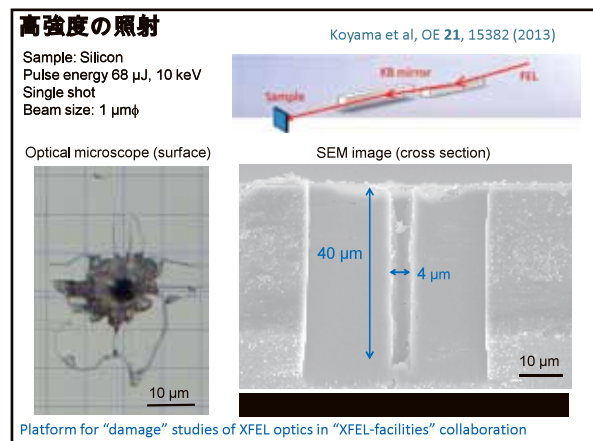 高強度の照射
Koyama et al, OE 21, 15382 (2013)
Sample: Silicon
Pulse energy 68 µJ, 10 keV
Single shot
Beam size: 1 µmφ
KB mirror
FEL
Sample
Optical microscope (surface)
SEM image (cross section)
40 µm
4 µm
10 µm
10 µm
Platform for “damage” studies of XFEL optics in “XFEL-facilities” collaboration